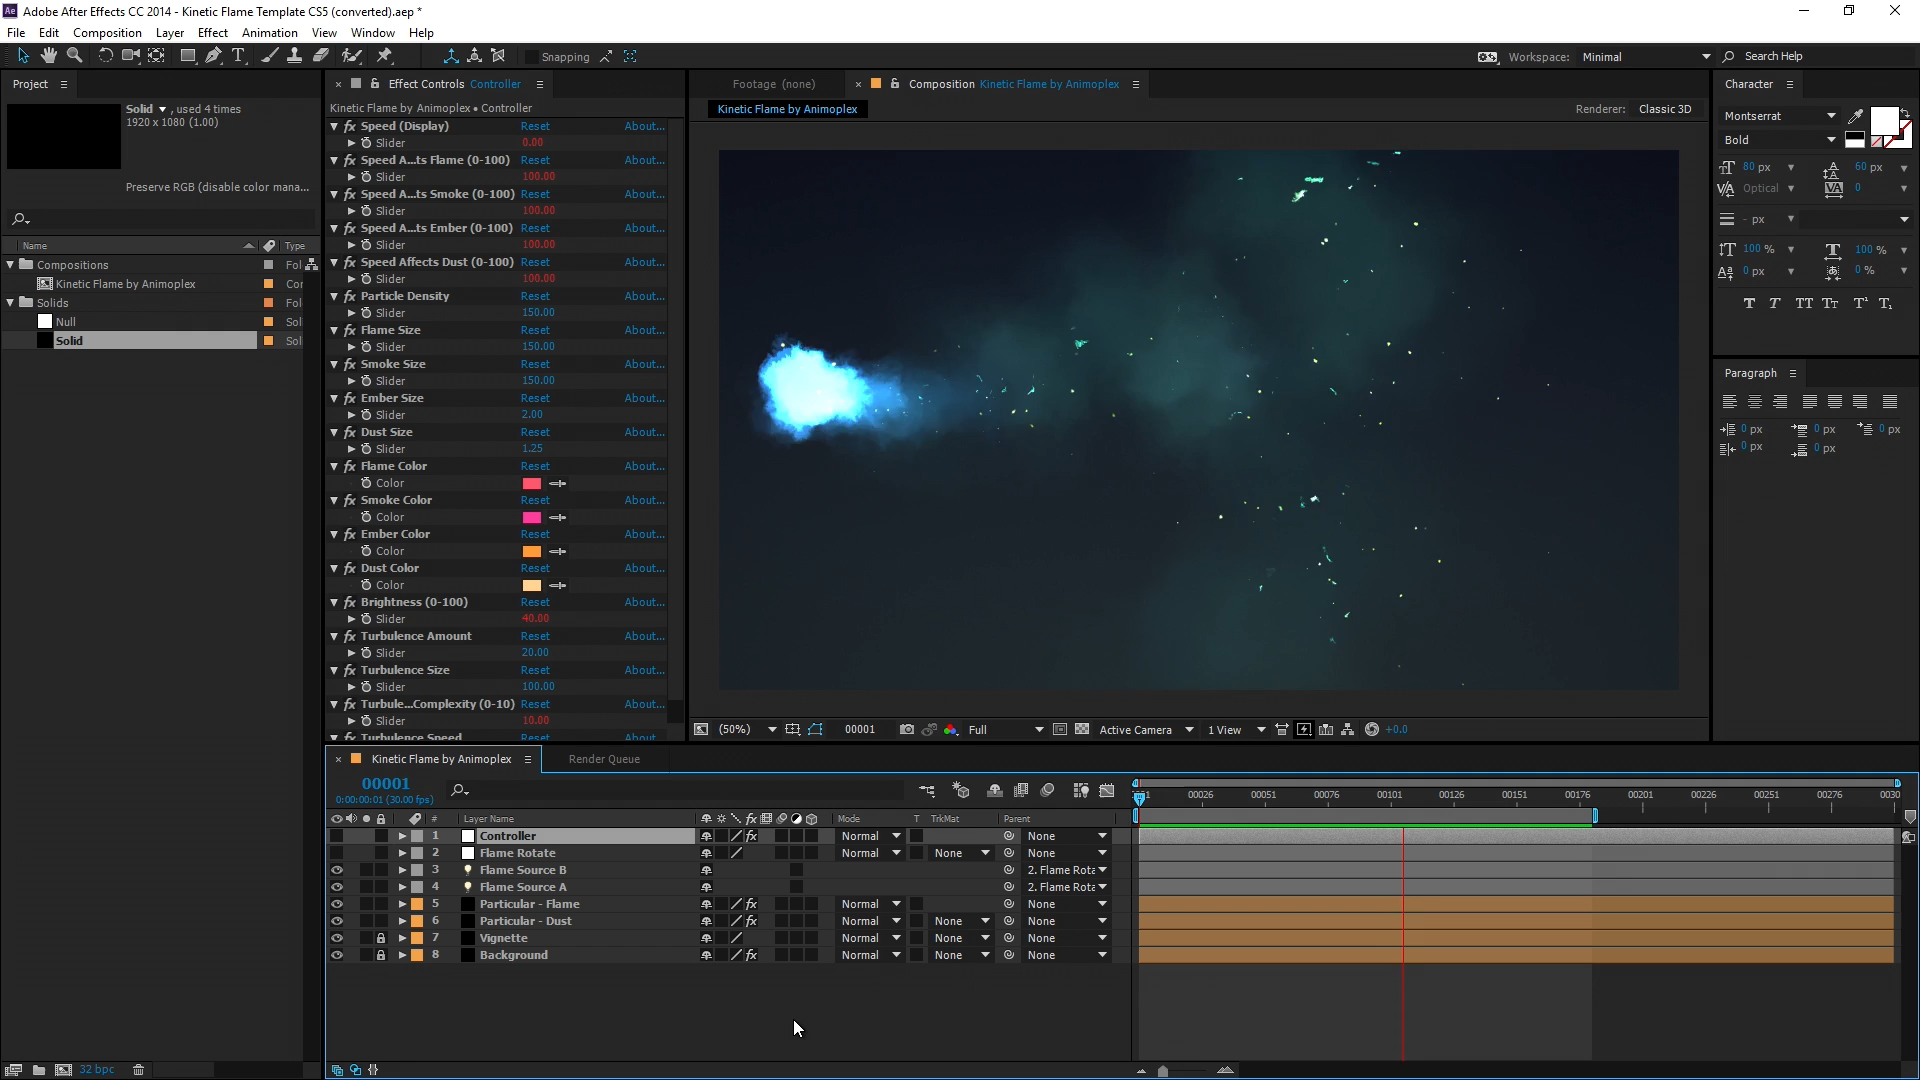 Adobe After Effects CC 2014 - Kinetic Flame Template CS5 (converted).aep *
File Edit Composition Layer Effect Animation View Window Help
Snapping Workspace: Minimal Search Help
Project
Solid , used 4 times
1920 x 1080 (1.00)
Preserve RGB (disable color mana...
Name Type
Compositions Fol
Kinetic Flame by Animoplex Cor
Solids Fol
Null Sol
Solid Sol
32 bpc
Effect Controls Controller
Kinetic Flame by Animoplex • Controller
fx Speed (Display) Reset About...
Slider 0.00
fx Speed A...ts Flame (0-100) Reset About...
Slider 100.00
fx Speed A...ts Smoke (0-100) Reset About...
Slider 100.00
fx Speed A...ts Ember (0-100) Reset About...
Slider 100.00
fx Speed Affects Dust (0-100) Reset About...
Slider 100.00
fx Particle Density Reset About...
Slider 150.00
fx Flame Size Reset About...
Slider 150.00
fx Smoke Size Reset About...
Slider 150.00
fx Ember Size Reset About...
Slider 2.00
fx Dust Size Reset About...
Slider 1.25
fx Flame Color Reset About...
Color
fx Smoke Color Reset About...
Color
fx Ember Color Reset About...
Color
fx Dust Color Reset About...
Color
fx Brightness (0-100) Reset About...
Slider 40.00
fx Turbulence Amount Reset About...
Slider 20.00
fx Turbulence Size Reset About...
Slider 100.00
fx Turbule...Complexity (0-10) Reset About...
Slider 10.00
fx Turbulence Speed Reset About...
Footage (none) Composition Kinetic Flame by Animoplex
Kinetic Flame by Animoplex Renderer: Classic 3D
(50%) 00001 Full Active Camera 1 View +0.0
Character
Montserrat
Bold
80 px 60 px
Optical 0
- px
100 % 100 %
0 px 0 %
Paragraph
0 px 0 px 0 px
0 px 0 px
Kinetic Flame by Animoplex Render Queue
00001
0:00:00:01 (30.00 fps)
00026 00051 00076 00101 00126 00151 00176 00201 00226 00251 00276 0030
# Layer Name fx Mode T TrkMat Parent
1 Controller fx Normal None
2 Flame Rotate Normal None None
3 Flame Source B 2. Flame Rota
4 Flame Source A 2. Flame Rota
5 Particular - Flame fx Normal None
6 Particular - Dust fx Normal None None
7 Vignette Normal None None
8 Background fx Normal None None